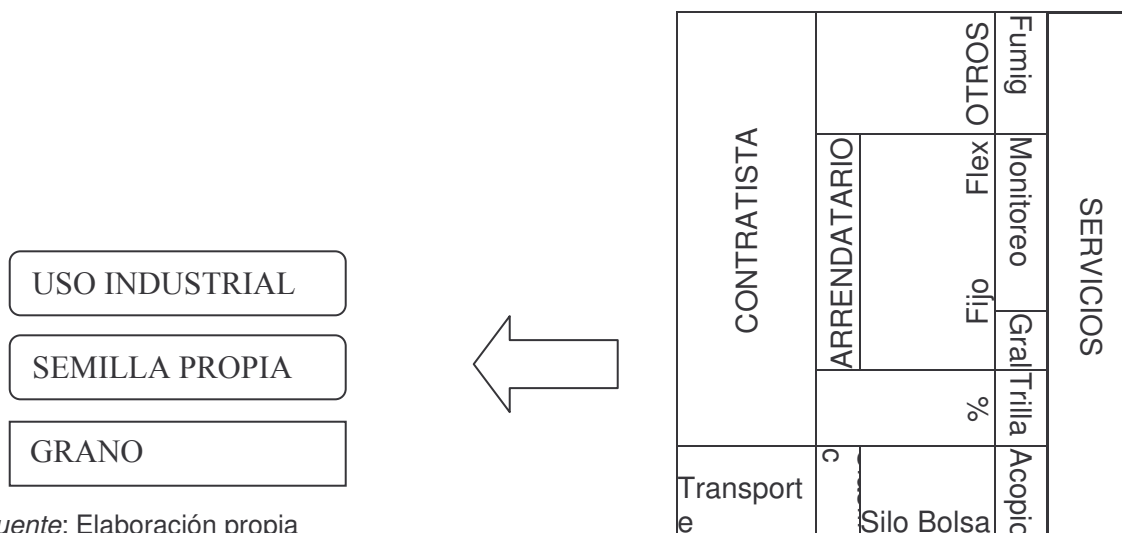 USO INDUSTRIAL
SEMILLA PROPIA
GRANO
uente: Elaboración propia
CONTRATISTA
Transport
e
ARRENDATARIO
c
OTROS
Flex
Fijo
%
Silo Bolsa
Fumig
Monitoreo
Gral
Trilla
Acopio
SERVICIOS